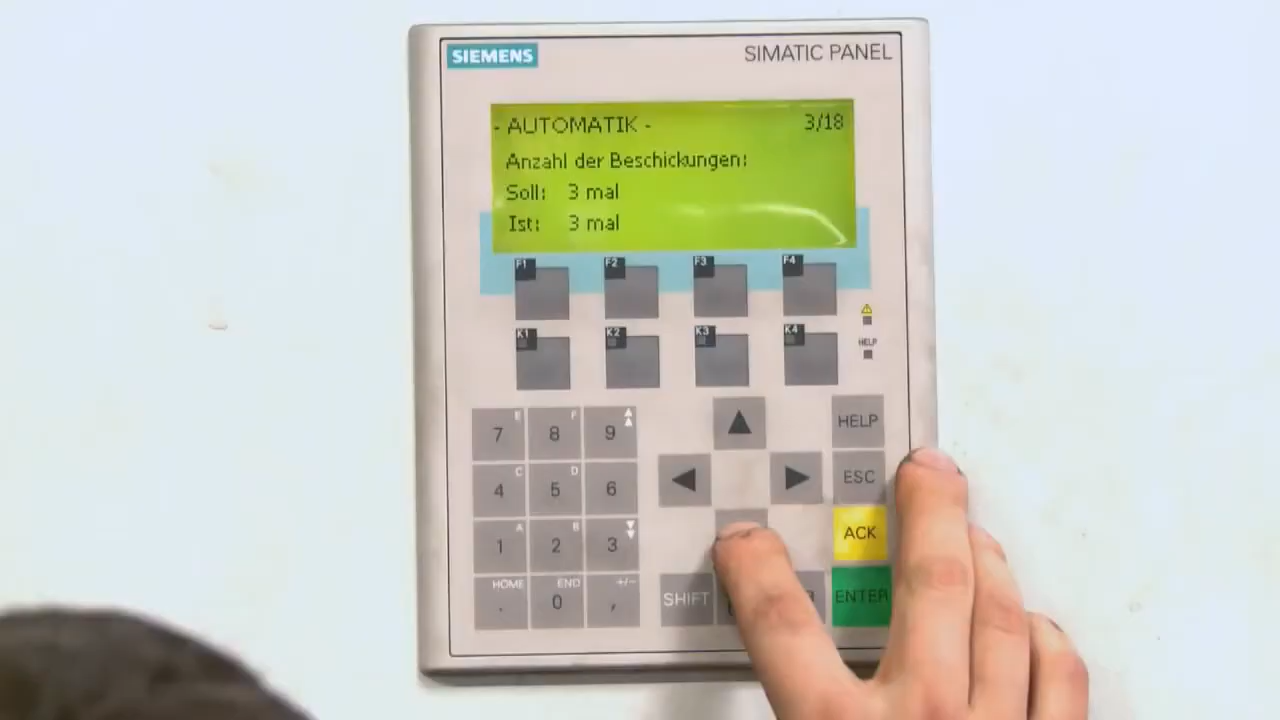 SIEMENS
SIMATIC PANEL
- AUTOMATIK - 3/18
Anzahl der Beschickungen:
Soll: 3 mal
Ist: 3 mal
F1 F2 F3 F4
K1 K2 K3 K4
HELP
E F
7 8 9
HELP
C D
4 5 6
ESC
A B
1 2 3
ACK
HOME END +/-
. 0 ,
SHIFT
ENTER